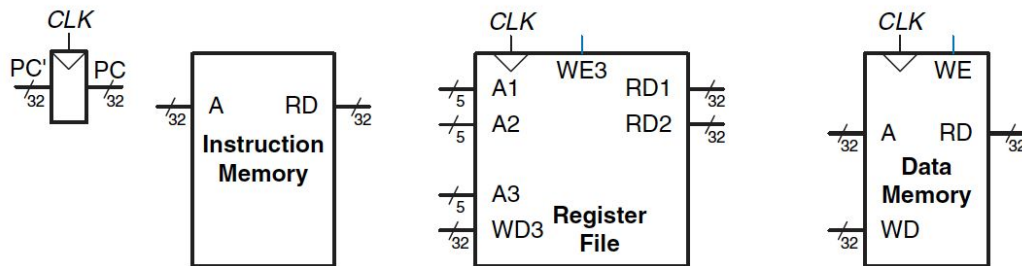 CLK
PC' PC
32 32
A RD
32 32
Instruction
Memory
CLK
WE3
A1 RD1
5 32
A2 RD2
5 32
A3
5
WD3
32
Register
File
CLK
WE
A RD
32 32
Data
Memory
WD
32